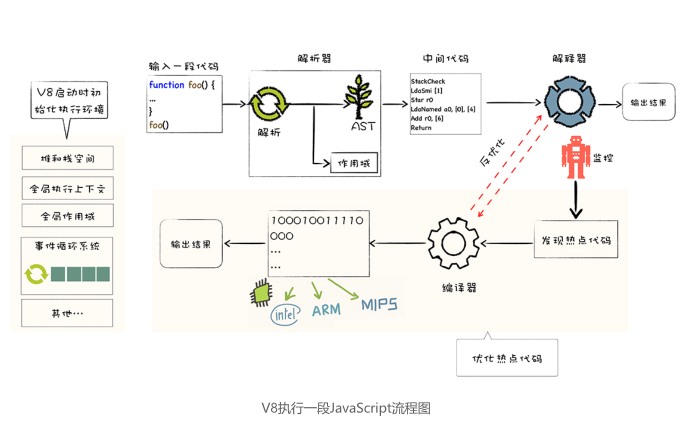 V8启动时初
始化执行环境
堆和栈空间
全局执行上下文
全局作用域
事件循环系统
其他…
输入一段代码
function foo() {
…
}
foo()
解析器
解析
AST
作用域
中间代码
StackCheck
LdaSmi [1]
Star r0
LdaNamed a0, [0], [4]
Add r0, [6]
Return
解释器
输出结果
反优化
监控
发现热点代码
编译器
10001001110
000
…
…
输出结果
intel
ARM
MIPS
优化热点代码
V8执行一段JavaScript流程图